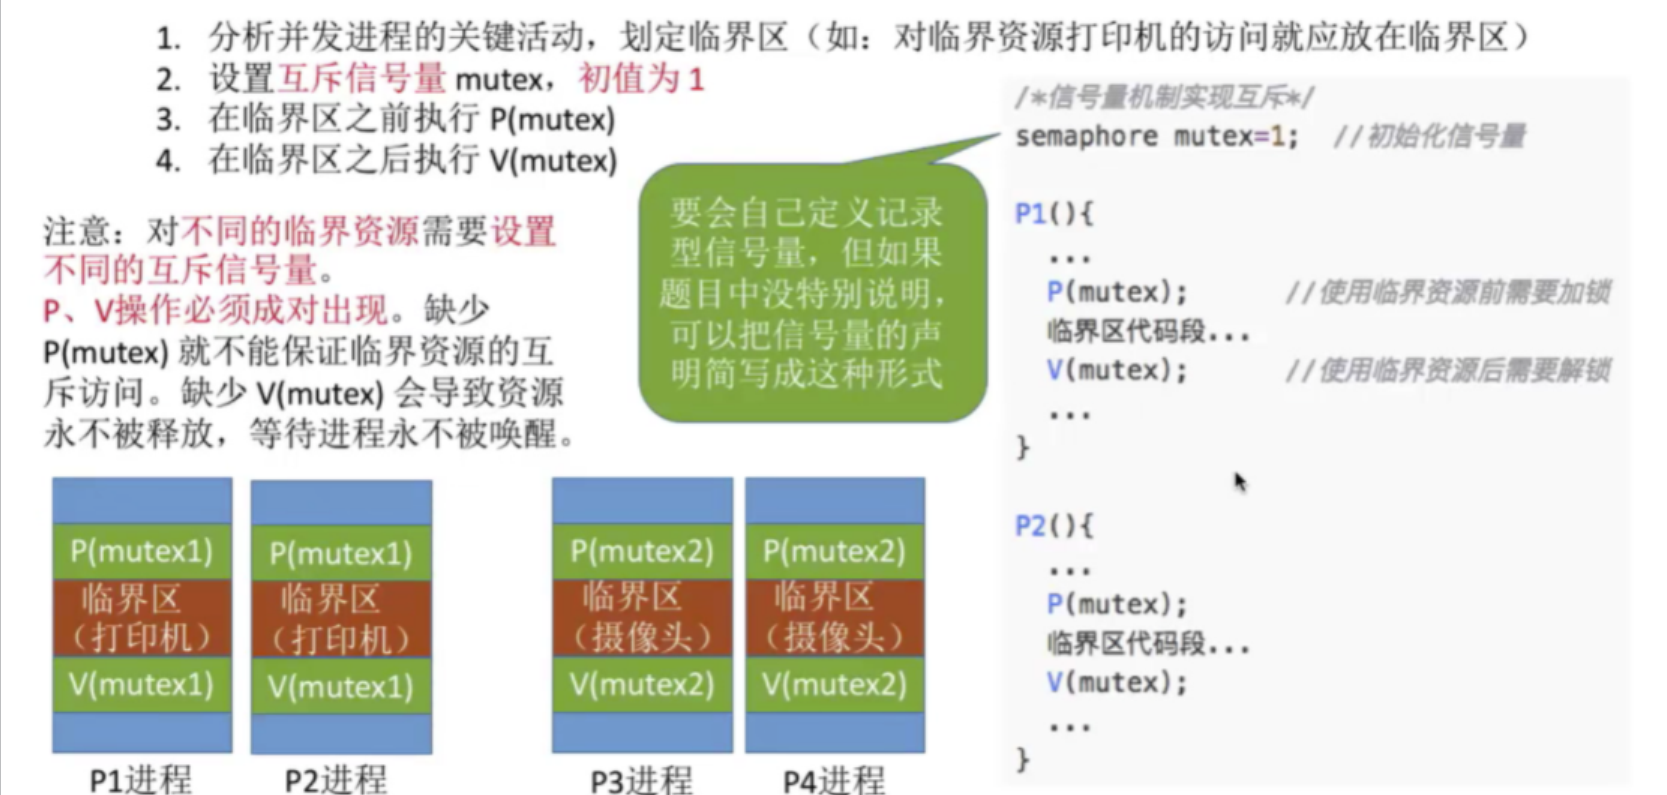 1. 分析并发进程的关键活动，划定临界区（如：对临界资源打印机的访问就应放在临界区）
2. 设置互斥信号量 mutex，初值为 1
3. 在临界区之前执行 P(mutex)
4. 在临界区之后执行 V(mutex)
注意：对不同的临界资源需要设置
不同的互斥信号量。
P、V操作必须成对出现。缺少
P(mutex) 就不能保证临界资源的互
斥访问。缺少 V(mutex) 会导致资源
永不被释放，等待进程永不被唤醒。
要会自己定义记录
型信号量，但如果
题目中没特别说明，
可以把信号量的声
明简写成这种形式
/*信号量机制实现互斥*/
semaphore mutex=1; //初始化信号量
P1(){
...
P(mutex); //使用临界资源前需要加锁
临界区代码段...
V(mutex); //使用临界资源后需要解锁
...
}
P2(){
...
P(mutex);
临界区代码段...
V(mutex);
...
}
P(mutex1)
临界区
（打印机）
V(mutex1)
P1进程
P(mutex1)
临界区
（打印机）
V(mutex1)
P2进程
P(mutex2)
临界区
（摄像头）
V(mutex2)
P3进程
P(mutex2)
临界区
（摄像头）
V(mutex2)
P4进程